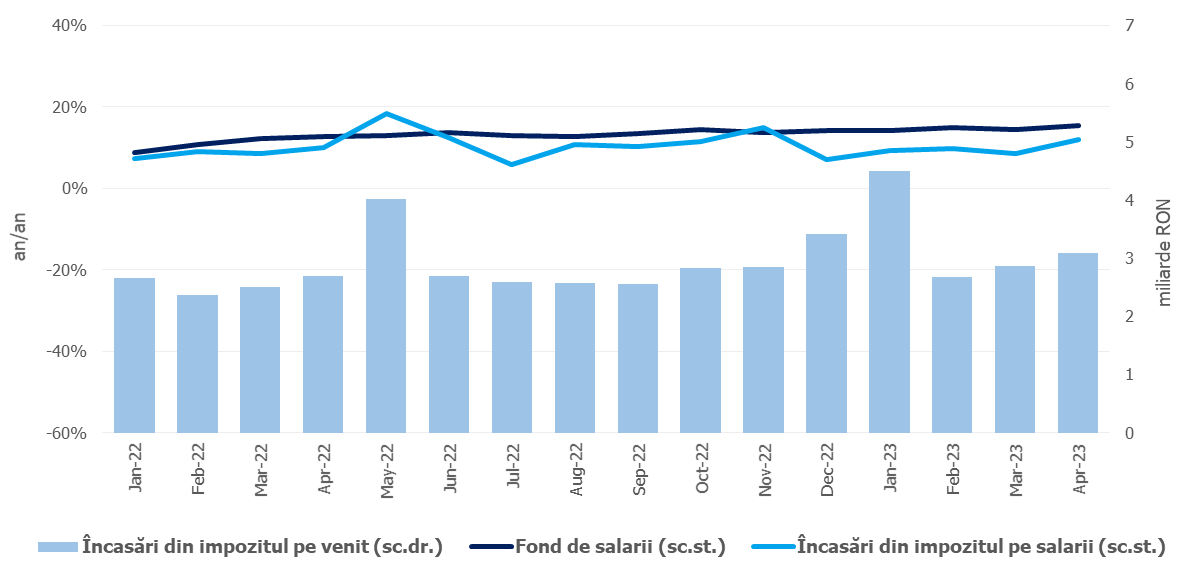 40%
20%
0%
-20%
-40%
-60%
an/an
7
6
5
4
3
2
1
0
miliarde RON
Jan-22
Feb-22
Mar-22
Apr-22
May-22
Jun-22
Jul-22
Aug-22
Sep-22
Oct-22
Nov-22
Dec-22
Jan-23
Feb-23
Mar-23
Apr-23
Încasări din impozitul pe venit (sc.dr.)
Fond de salarii (sc.st.)
Încasări din impozitul pe salarii (sc.st.)